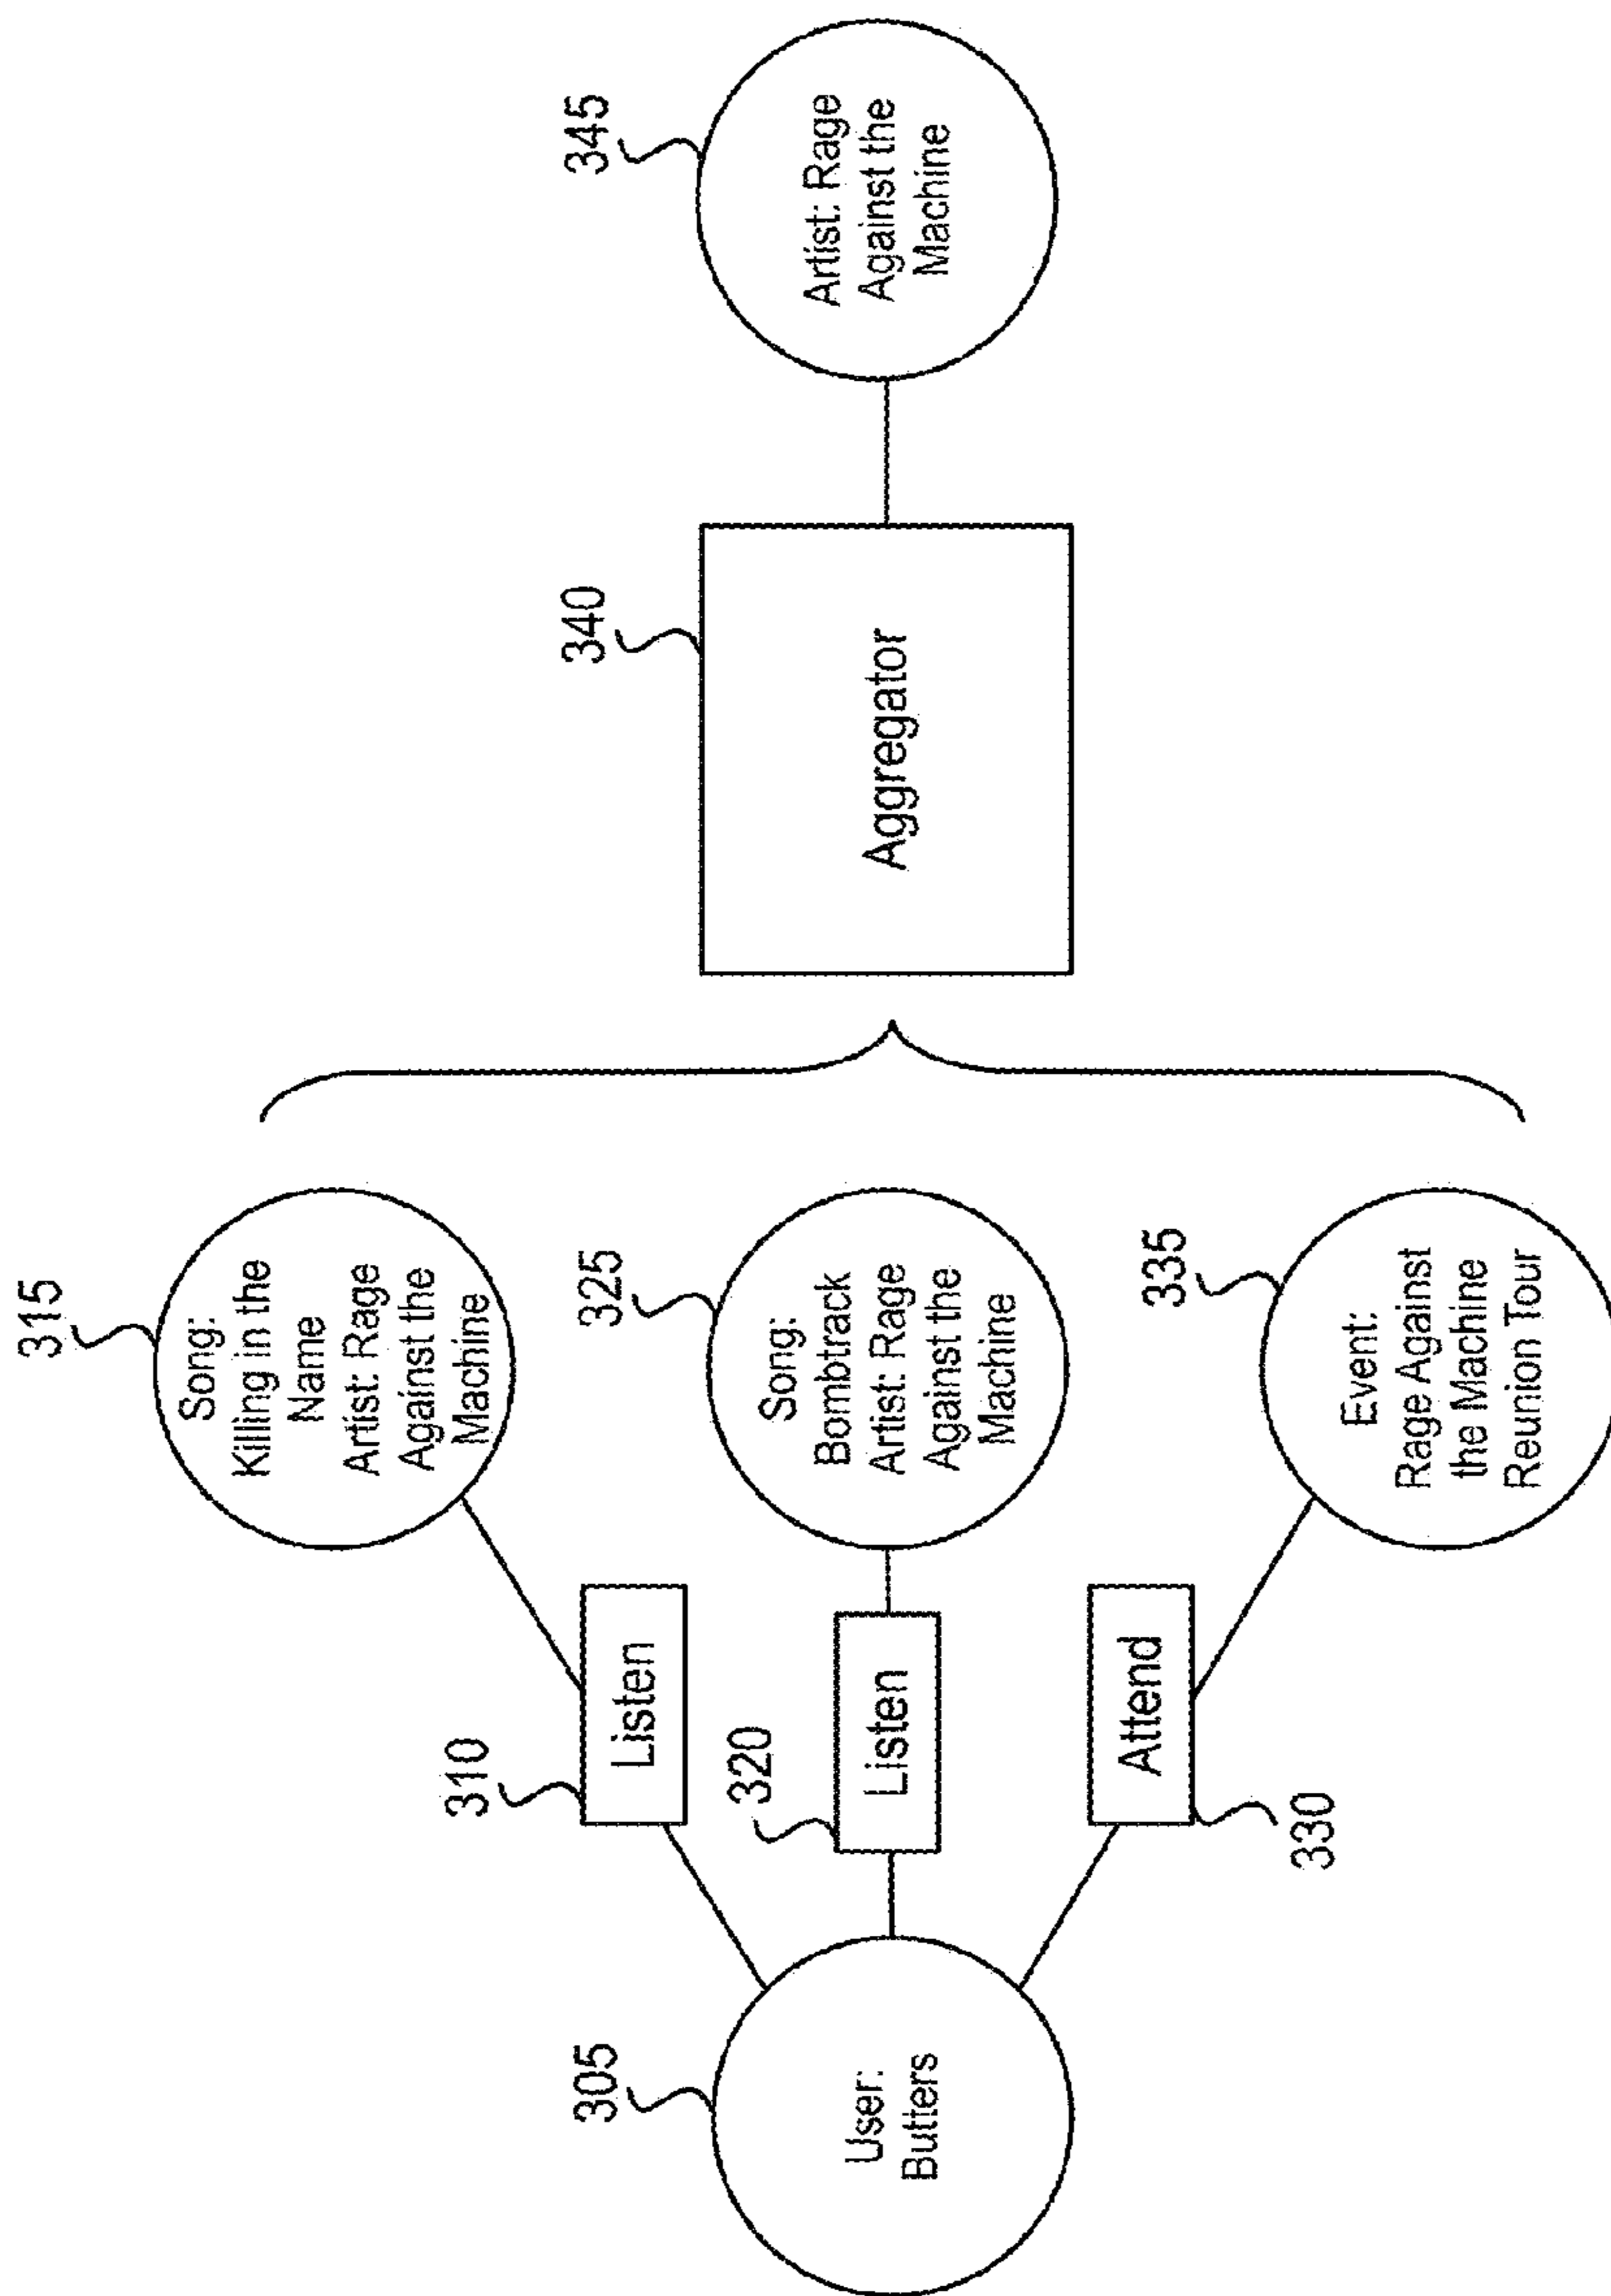 305
User:
Butters
310
Listen
320
Listen
330
Attend
315
Song:
Killing in the
Name
Artist: Rage
Against the
Machine
325
Song:
Bombtrack
Artist: Rage
Against the
Machine
335
Event:
Rage Against
the Machine
Reunion Tour
340
Aggregator
345
Artist: Rage
Against the
Machine